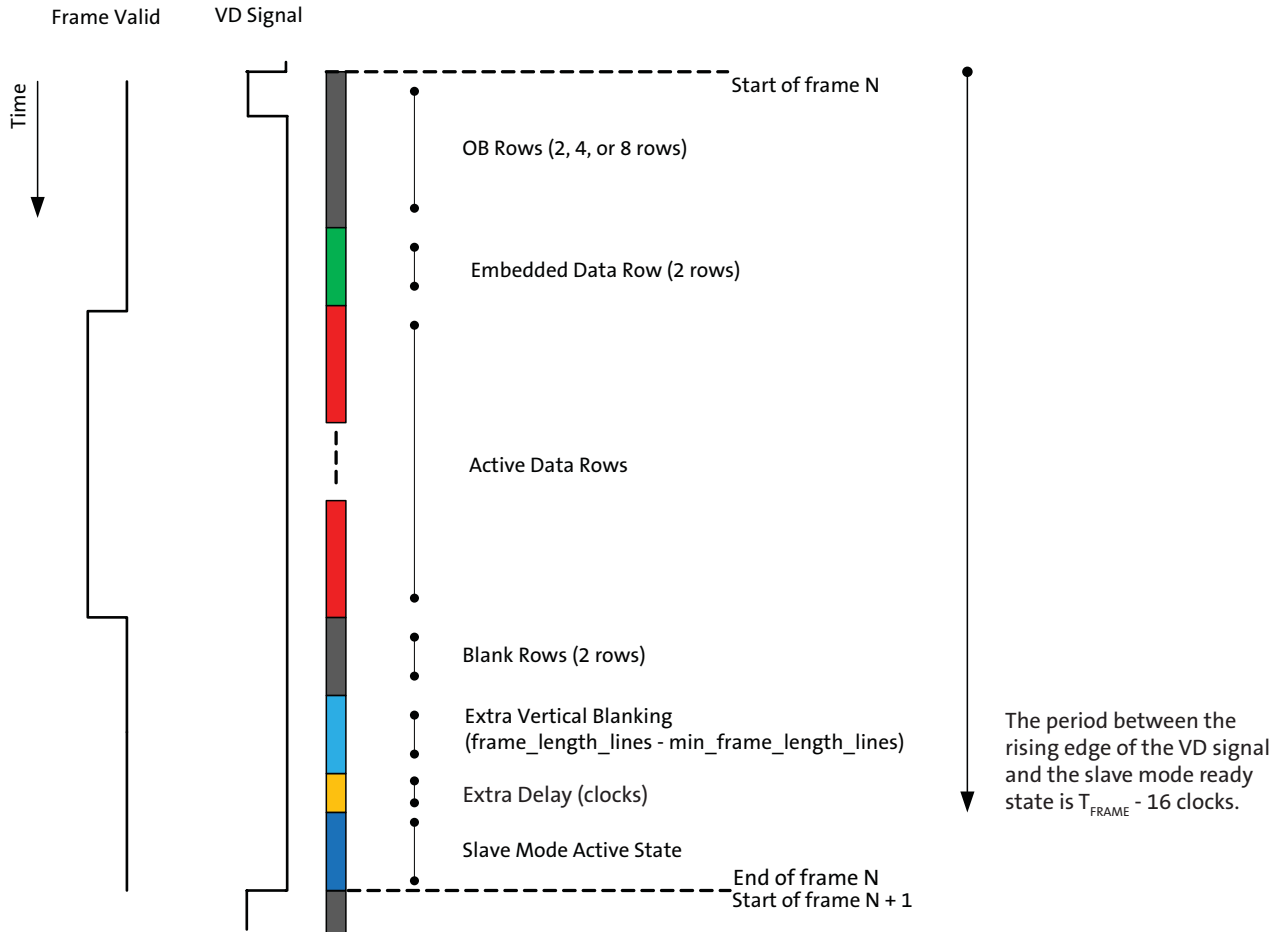 Frame Valid
VD Signal
Time
Start of frame N
OB Rows (2, 4, or 8 rows)
Embedded Data Row (2 rows)
Active Data Rows
Blank Rows (2 rows)
Extra Vertical Blanking
(frame_length_lines - min_frame_length_lines)
Extra Delay (clocks)
Slave Mode Active State
End of frame N
Start of frame N + 1
The period between the
rising edge of the VD signal
and the slave mode ready
state is TFRAME - 16 clocks.